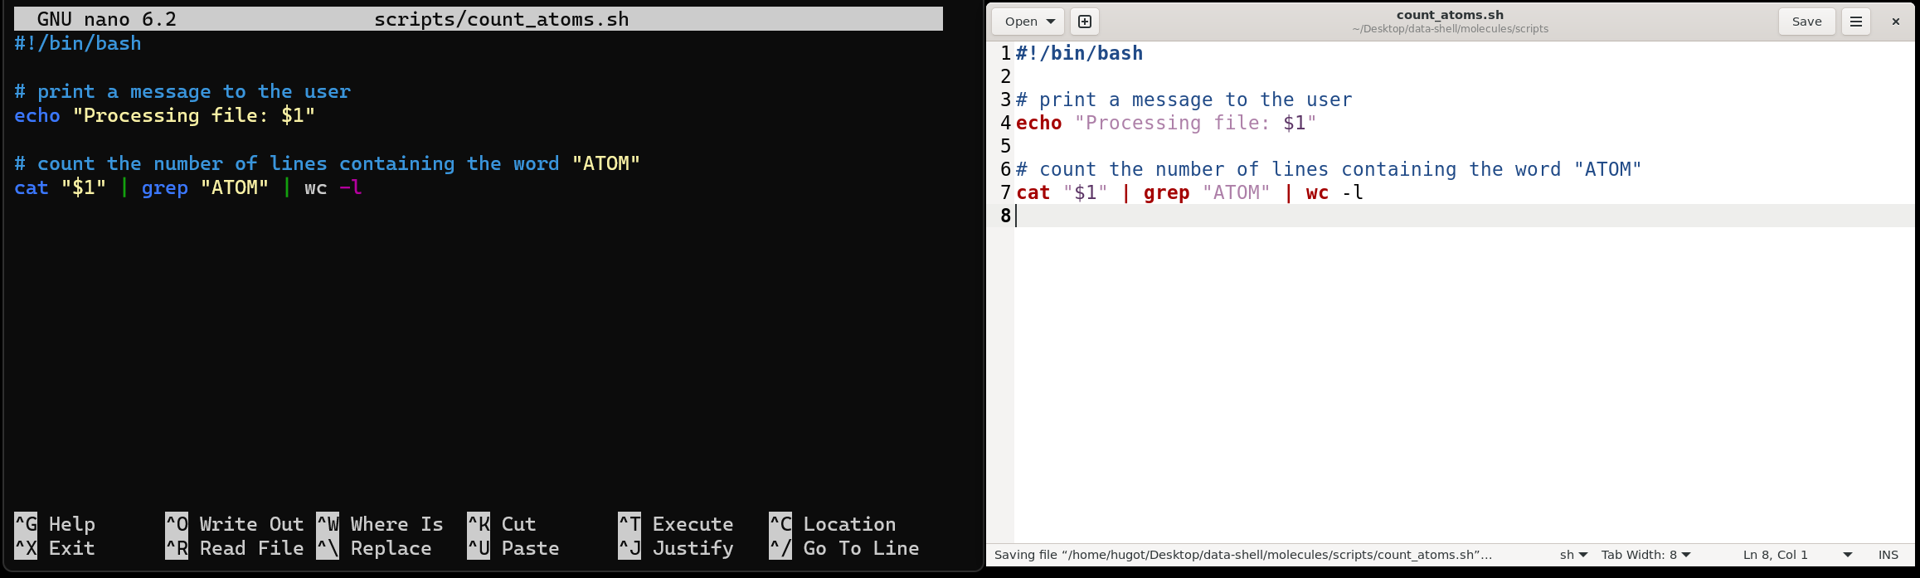 GNU nano 6.2 scripts/count_atoms.sh
#!/bin/bash
# print a message to the user
echo "Processing file: $1"
# count the number of lines containing the word "ATOM"
cat "$1" | grep "ATOM" | wc -l
^G Help ^O Write Out ^W Where Is ^K Cut ^T Execute ^C Location
^X Exit ^R Read File ^\ Replace ^U Paste ^J Justify ^/ Go To Line
Open count_atoms.sh Save
~/Desktop/data-shell/molecules/scripts
1 #!/bin/bash
2
3 # print a message to the user
4 echo "Processing file: $1"
5
6 # count the number of lines containing the word "ATOM"
7 cat "$1" | grep "ATOM" | wc -l
8
Saving file “/home/hugot/Desktop/data-shell/molecules/scripts/count_atoms.sh”… sh Tab Width: 8 Ln 8, Col 1 INS